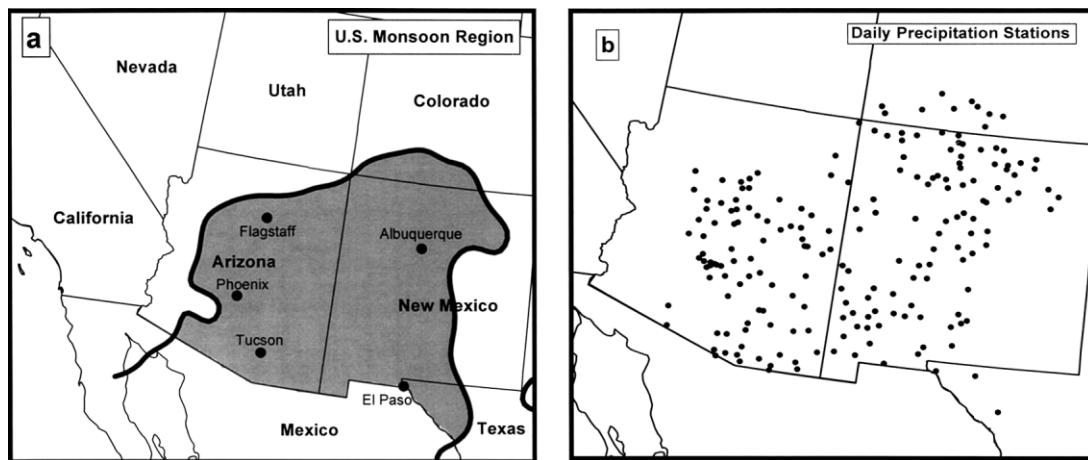 a
U.S. Monsoon Region
Nevada
Utah
Colorado
California
Flagstaff
Albuquerque
Arizona
Phoenix
New Mexico
Tucson
El Paso
Mexico
Texas
b
Daily Precipitation Stations